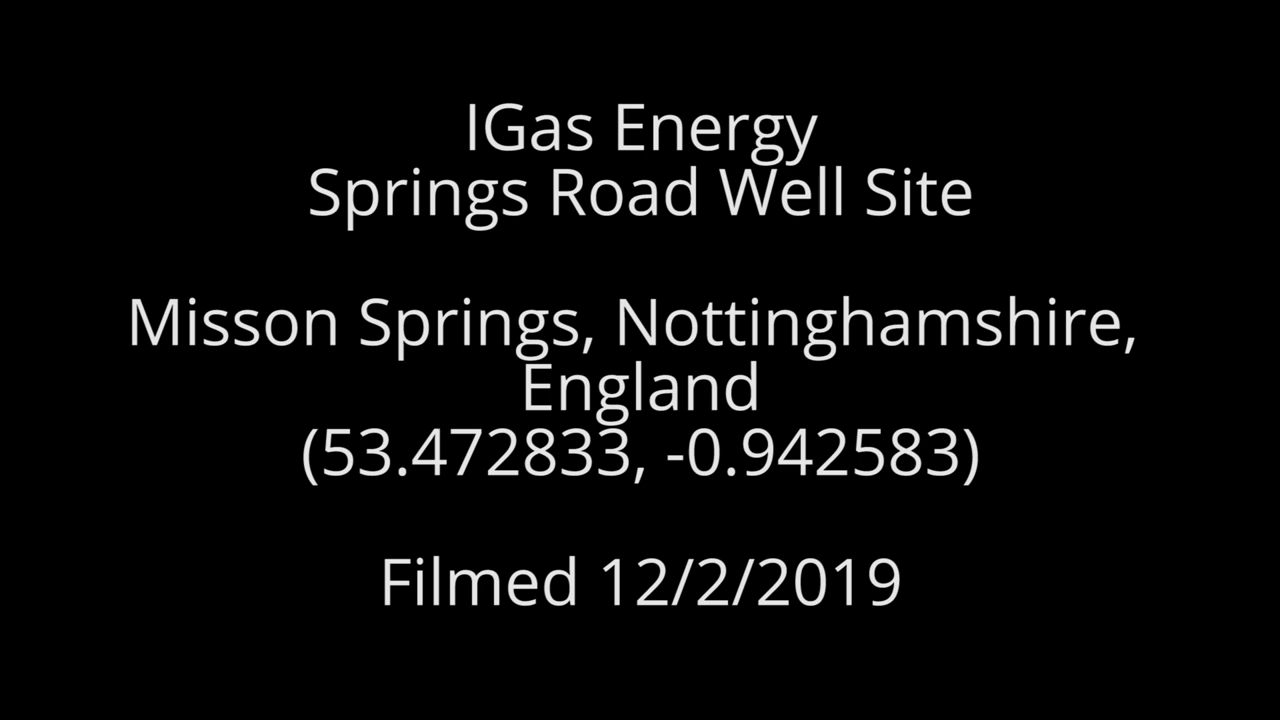 IGas Energy
Springs Road Well Site
Misson Springs, Nottinghamshire,
England
(53.472833, -0.942583)
Filmed 12/2/2019